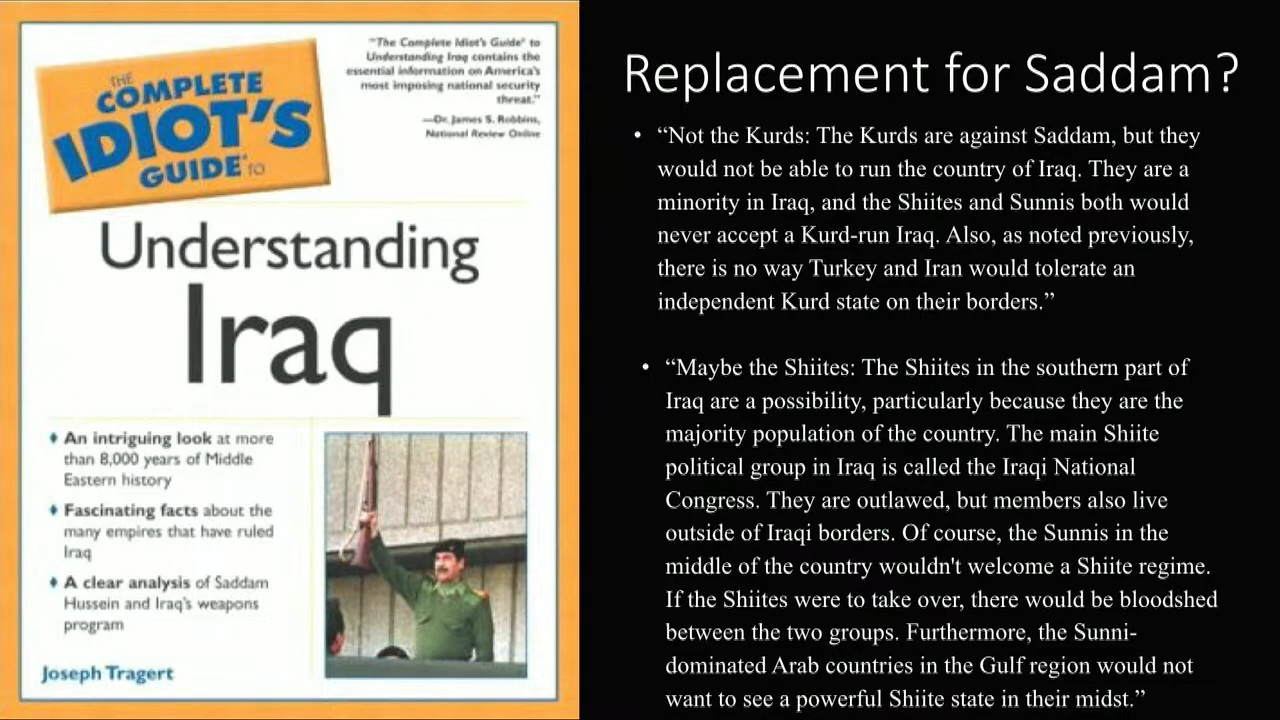 THE
COMPLETE
IDIOT'S
GUIDE® to
"The Complete Idiot's Guide® to
Understanding Iraq contains the
essential information on America's
most imposing national security
threat."
—Dr. James S. Robbins,
National Review Online
Understanding
Iraq
♦ An intriguing look at more
than 8,000 years of Middle
Eastern history
♦ Fascinating facts about the
many empires that have ruled
Iraq
♦ A clear analysis of Saddam
Hussein and Iraq's weapons
program
Joseph Tragert
Replacement for Saddam?
• “Not the Kurds: The Kurds are against Saddam, but they
would not be able to run the country of Iraq. They are a
minority in Iraq, and the Shiites and Sunnis both would
never accept a Kurd-run Iraq. Also, as noted previously,
there is no way Turkey and Iran would tolerate an
independent Kurd state on their borders.”
• “Maybe the Shiites: The Shiites in the southern part of
Iraq are a possibility, particularly because they are the
majority population of the country. The main Shiite
political group in Iraq is called the Iraqi National
Congress. They are outlawed, but members also live
outside of Iraqi borders. Of course, the Sunnis in the
middle of the country wouldn't welcome a Shiite regime.
If the Shiites were to take over, there would be bloodshed
between the two groups. Furthermore, the Sunni-
dominated Arab countries in the Gulf region would not
want to see a powerful Shiite state in their midst.”